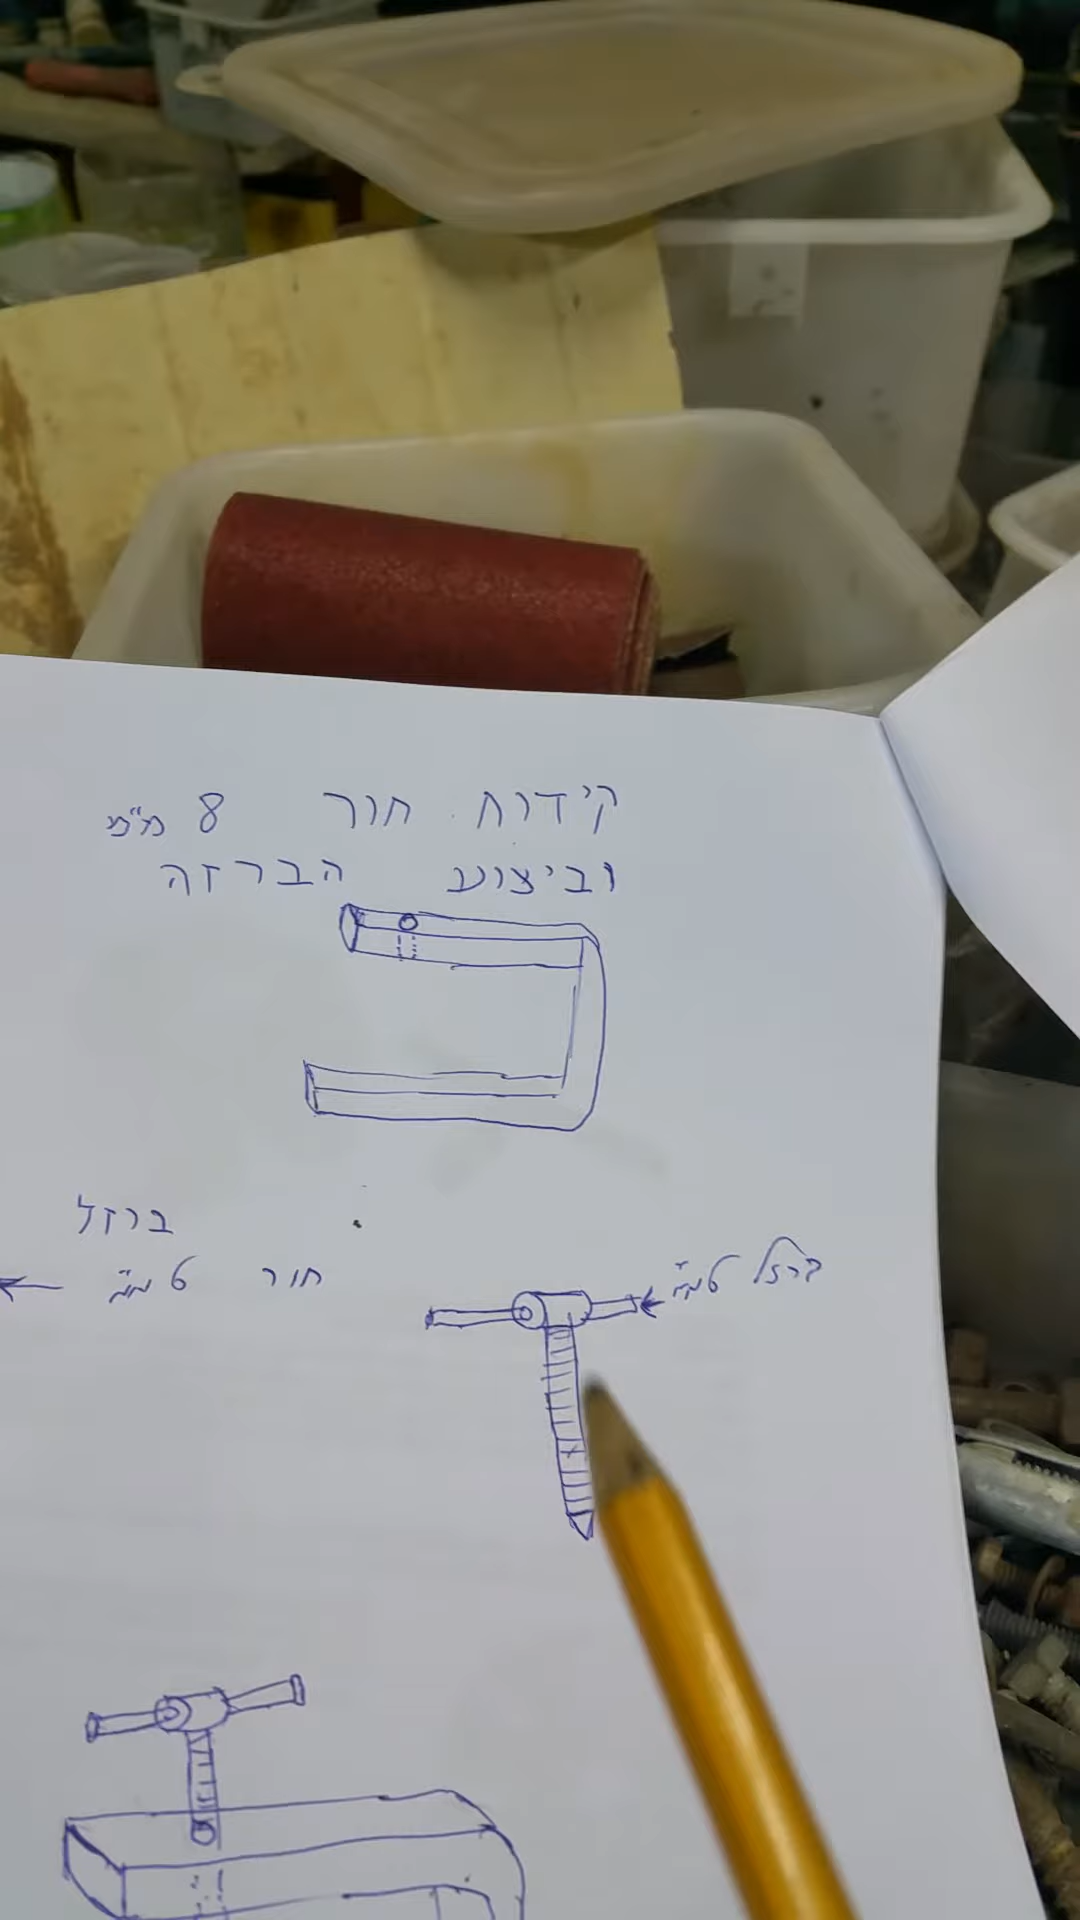 קידוח חור 8 מ"מ
וביצוע הברזה
ברזל
חור 6 מ"מ
ברזל 6 מ"מ